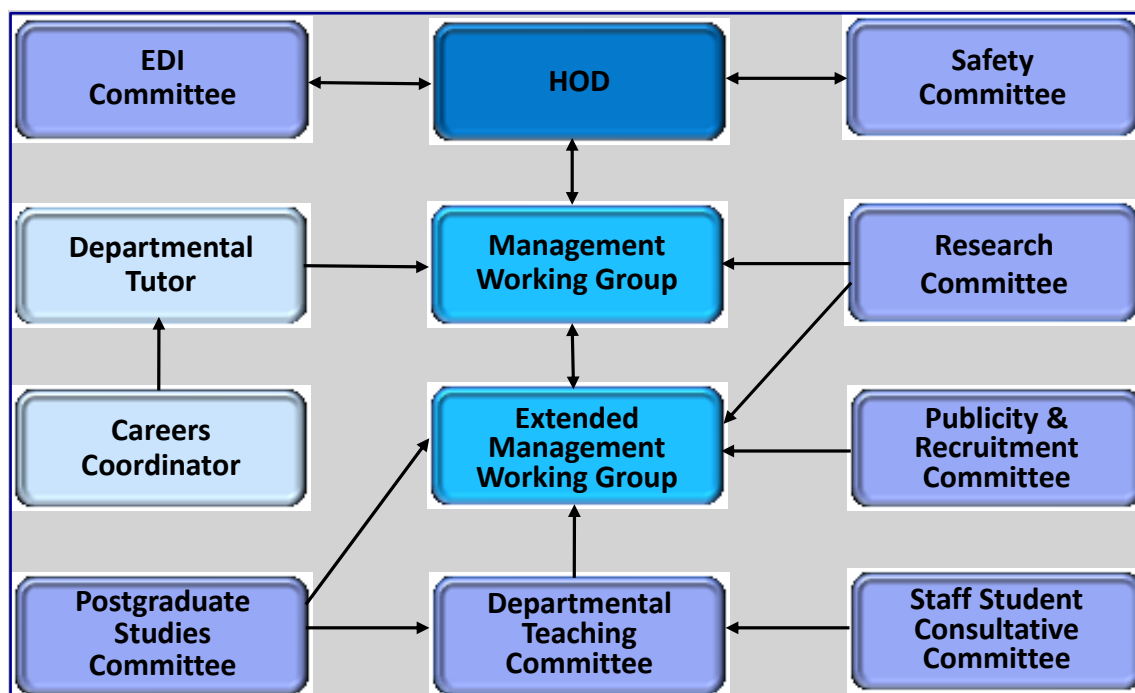 EDI
Committee
HOD
Safety
Committee
Departmental
Tutor
Management
Working Group
Research
Committee
Careers
Coordinator
Extended
Management
Working Group
Publicity &
Recruitment
Committee
Postgraduate
Studies
Committee
Departmental
Teaching
Committee
Staff Student
Consultative
Committee